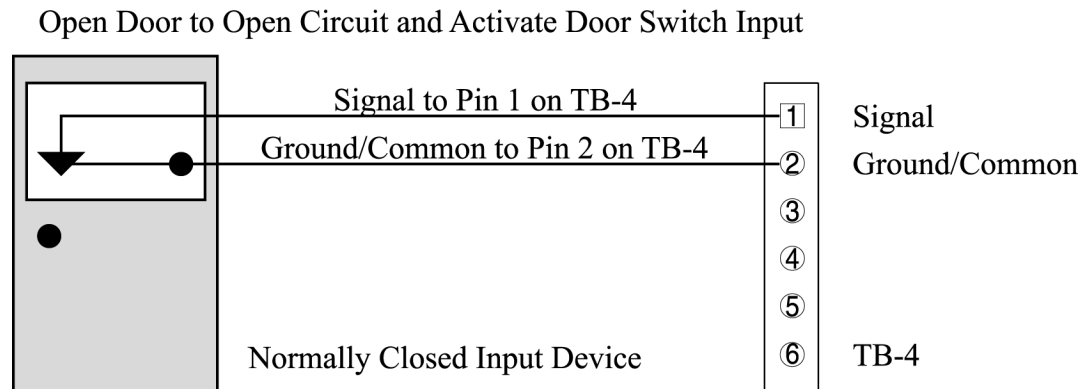 Open Door to Open Circuit and Activate Door Switch Input
Signal to Pin 1 on TB-4
1 Signal
Ground/Common to Pin 2 on TB-4
② Ground/Common
③
④
⑤
Normally Closed Input Device
⑥ TB-4